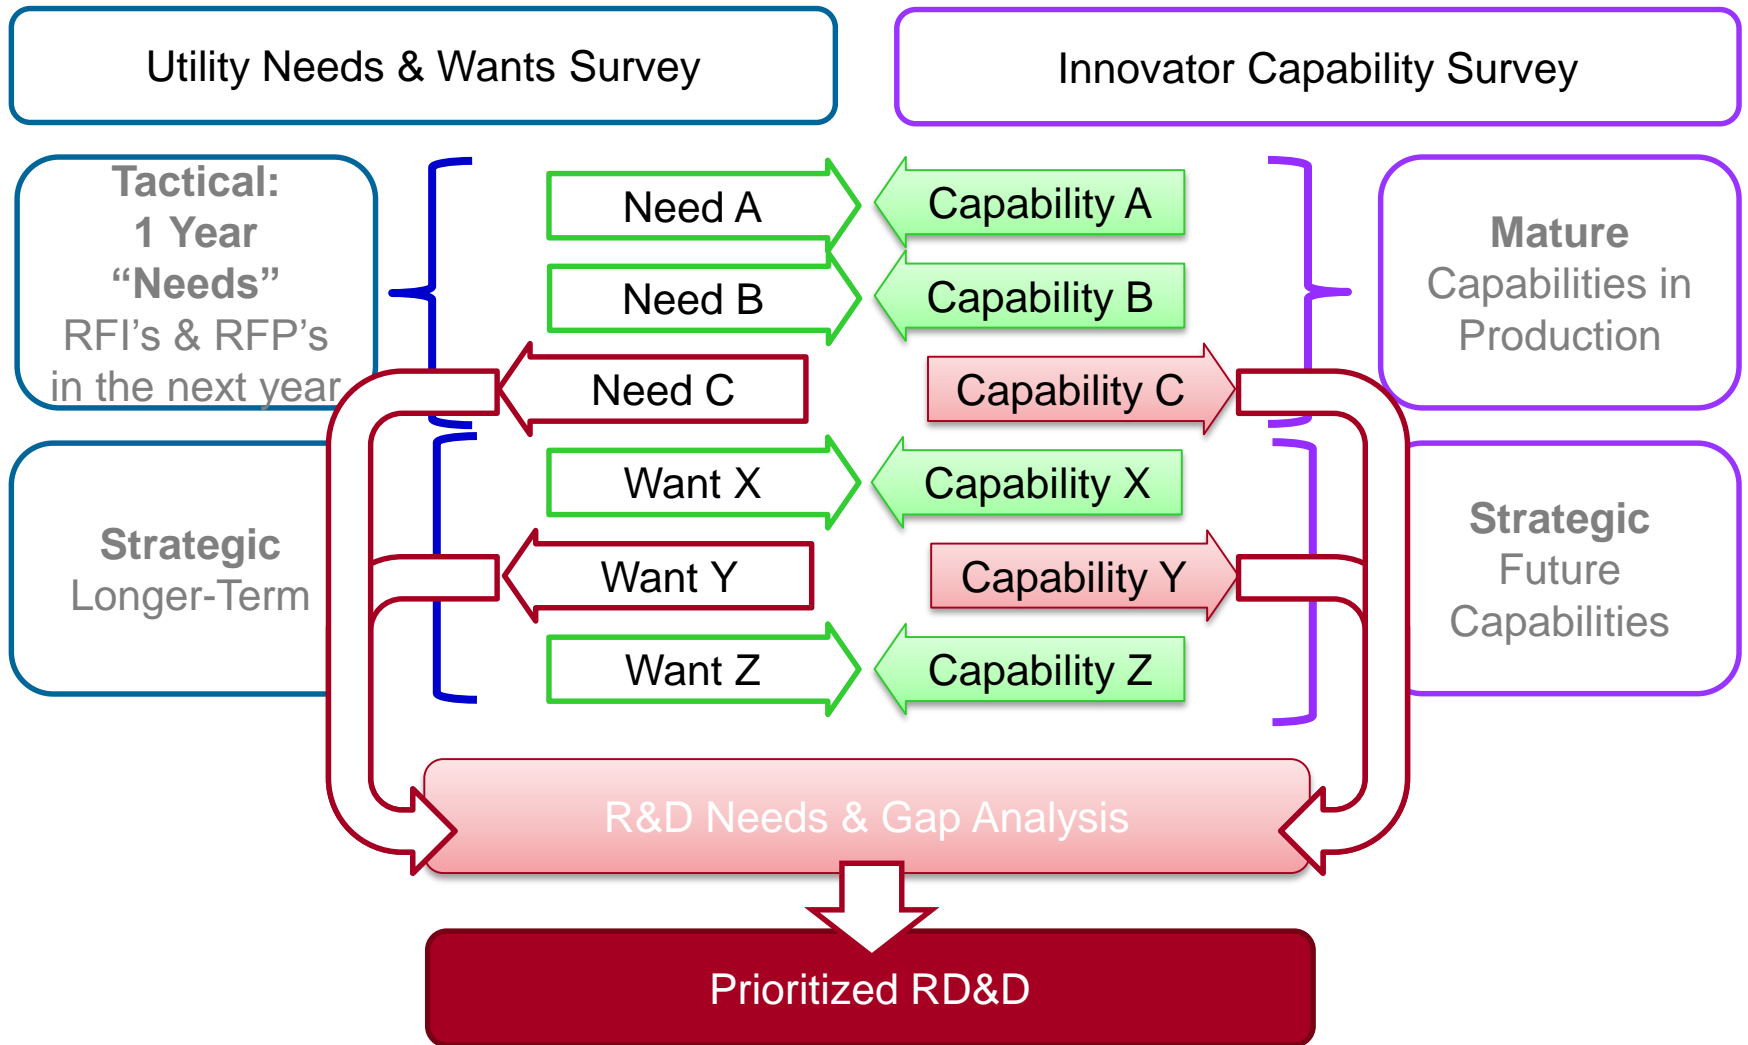 Utility Needs & Wants Survey
Innovator Capability Survey
Tactical:
1 Year
“Needs”
RFI’s & RFP’s
in the next year
Need A
Capability A
Need B
Capability B
Need C
Capability C
Mature
Capabilities in
Production
Strategic
Longer-Term
Want X
Capability X
Want Y
Capability Y
Want Z
Capability Z
Strategic
Future
Capabilities
R&D Needs & Gap Analysis
Prioritized RD&D